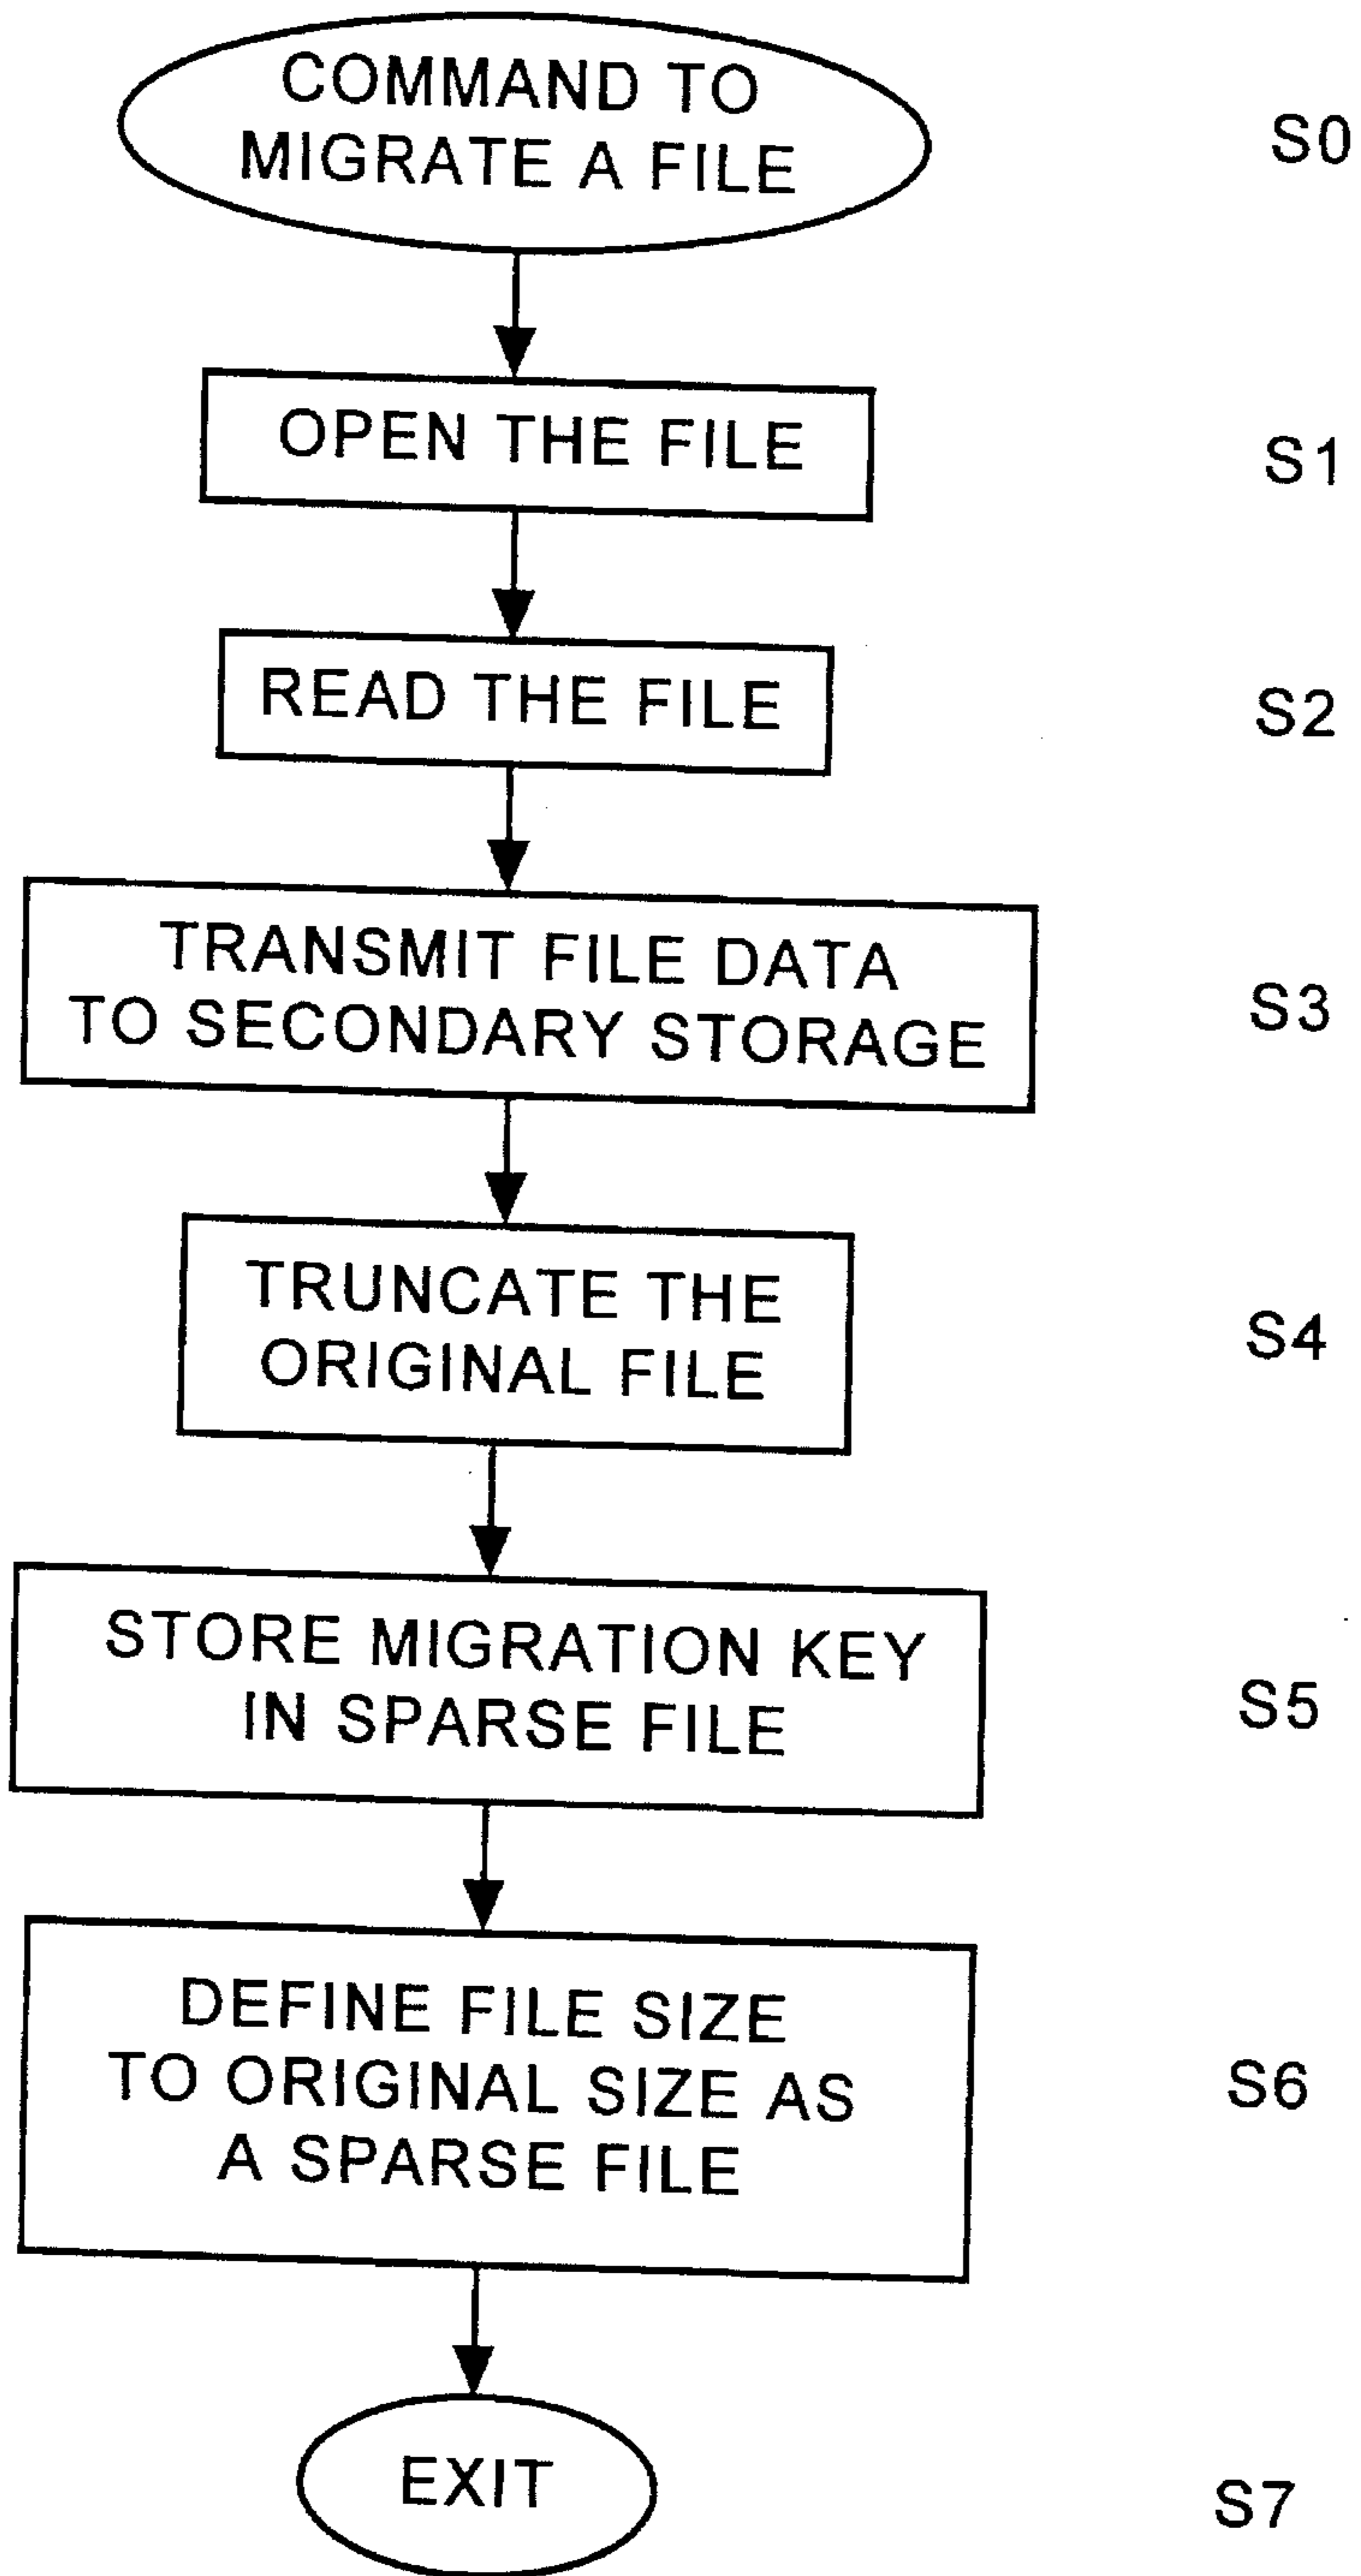 COMMAND TO
MIGRATE A FILE
S0
OPEN THE FILE
S1
READ THE FILE
S2
TRANSMIT FILE DATA
TO SECONDARY STORAGE
S3
TRUNCATE THE
ORIGINAL FILE
S4
STORE MIGRATION KEY
IN SPARSE FILE
S5
DEFINE FILE SIZE
TO ORIGINAL SIZE AS
A SPARSE FILE
S6
EXIT
S7